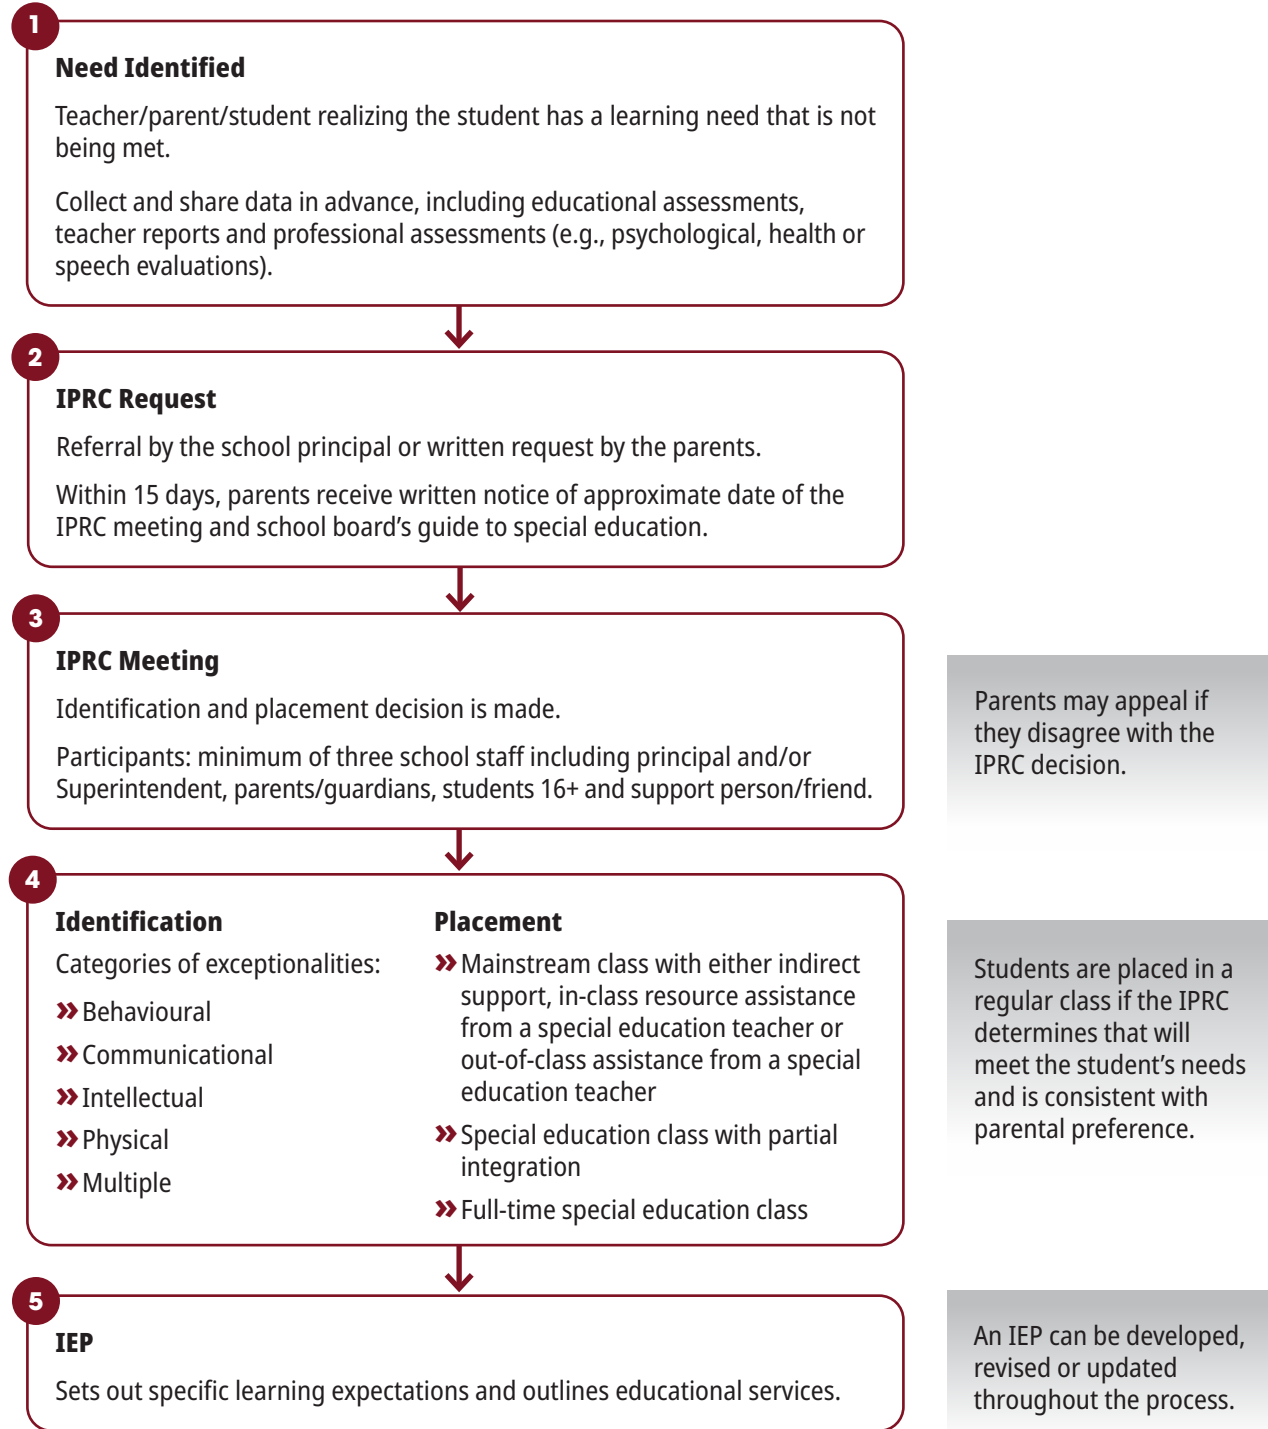 1
Need Identified
Teacher/parent/student realizing the student has a learning need that is not
being met.
Collect and share data in advance, including educational assessments,
teacher reports and professional assessments (e.g., psychological, health or
speech evaluations).
2
IPRC Request
Referral by the school principal or written request by the parents.
Within 15 days, parents receive written notice of approximate date of the
IPRC meeting and school board’s guide to special education.
3
IPRC Meeting
Identification and placement decision is made.
Participants: minimum of three school staff including principal and/or
Superintendent, parents/guardians, students 16+ and support person/friend.
Parents may appeal if
they disagree with the
IPRC decision.
4
Identification
Categories of exceptionalities:
» Behavioural
» Communicational
» Intellectual
» Physical
» Multiple
Placement
» Mainstream class with either indirect
support, in-class resource assistance
from a special education teacher or
out-of-class assistance from a special
education teacher
» Special education class with partial
integration
» Full-time special education class
Students are placed in a
regular class if the IPRC
determines that will
meet the student’s needs
and is consistent with
parental preference.
5
IEP
Sets out specific learning expectations and outlines educational services.
An IEP can be developed,
revised or updated
throughout the process.